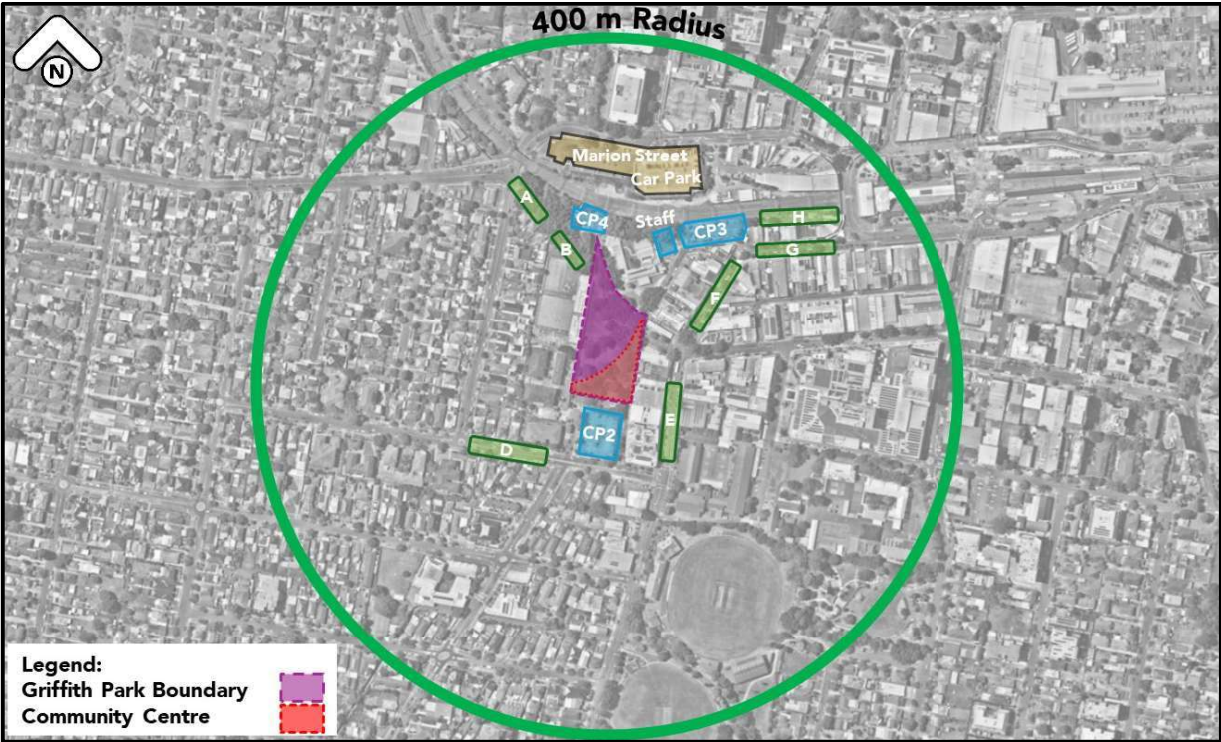 400 m Radius
N
Marion Street
Car Park
A
CP4
Staff
CP3
H
B
G
F
E
CP2
D
Legend:
Griffith Park Boundary
Community Centre